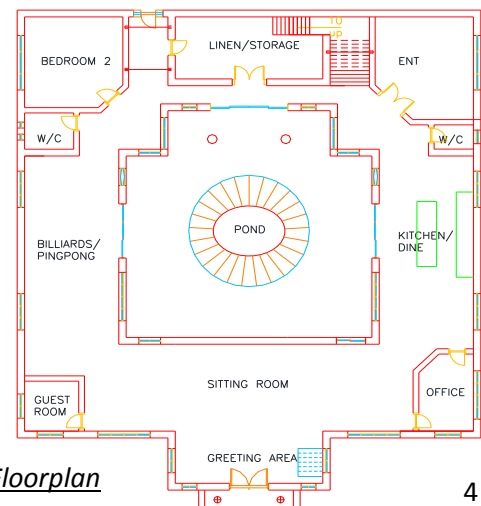 UP
LINEN/STORAGE
BEDROOM 2
ENT
W/C
W/C
POND
BILLIARDS/
PINGPONG
KITCHEN/
DINE
SITTING ROOM
GUEST
ROOM
OFFICE
GREETING AREA
Floorplan
4